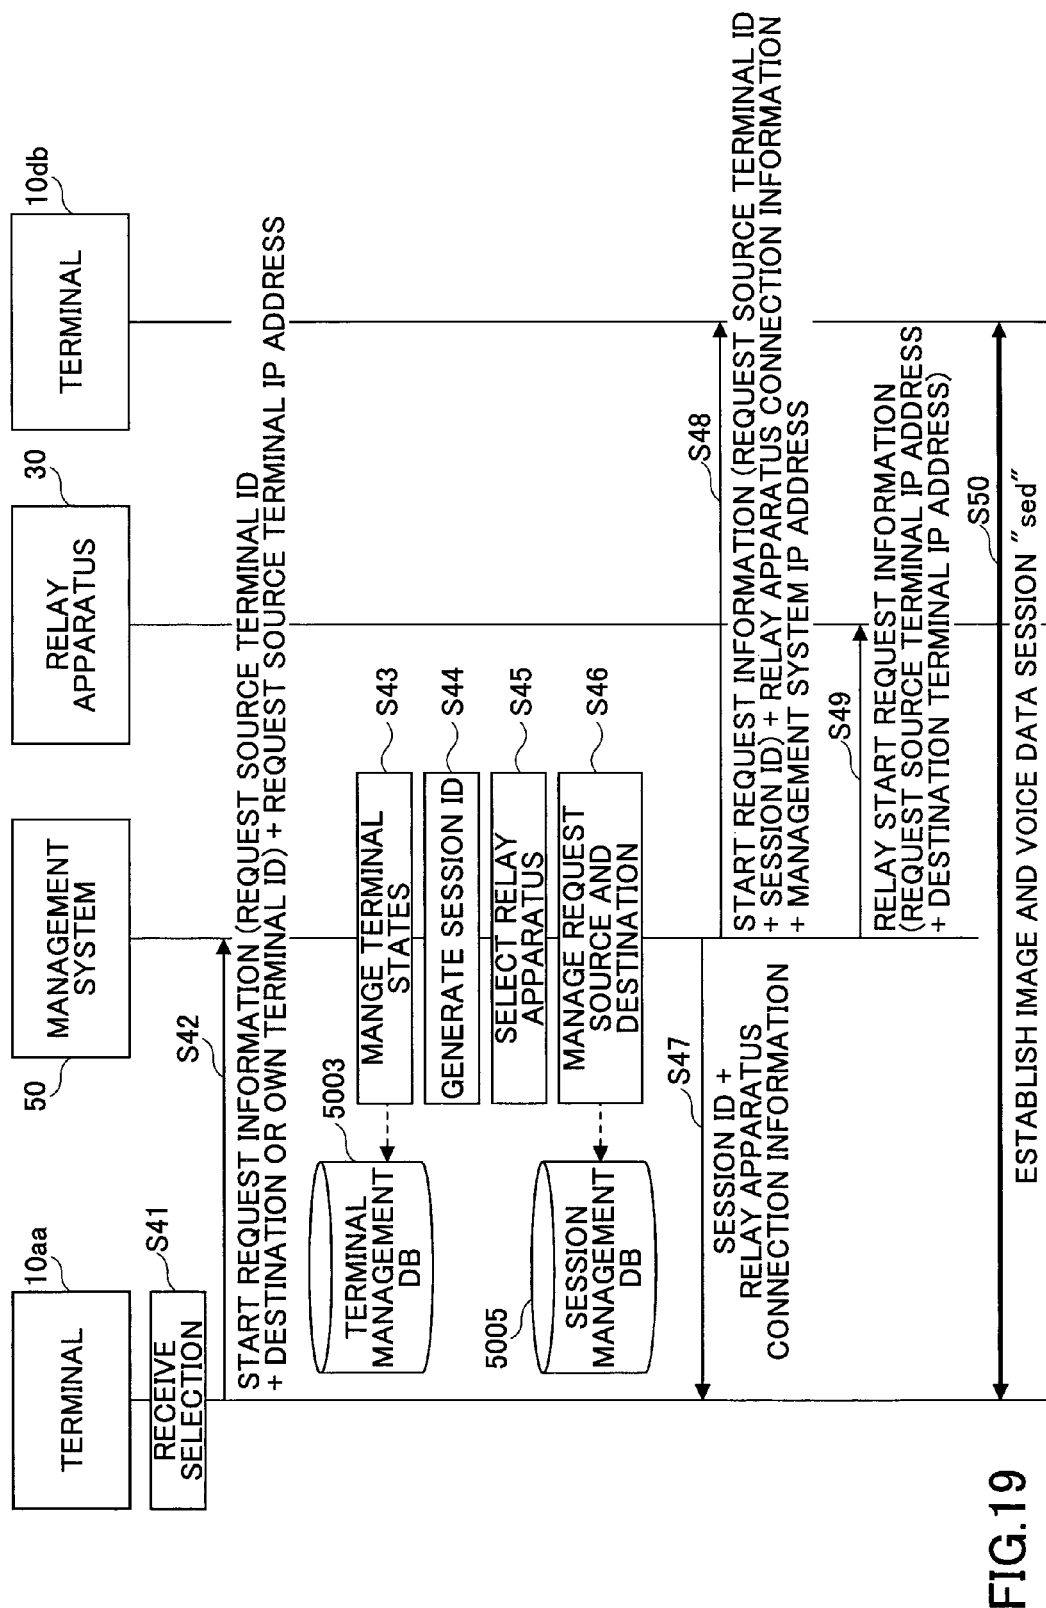 10aa
TERMINAL
50
MANAGEMENT
SYSTEM
30
RELAY
APPARATUS
10db
TERMINAL
S41
RECEIVE
SELECTION
S42
START REQUEST INFORMATION (REQUEST SOURCE TERMINAL ID
+ DESTINATION OR OWN TERMINAL ID) + REQUEST SOURCE TERMINAL IP ADDRESS
5003
TERMINAL
MANAGEMENT
DB
MANGE TERMINAL
STATES
S43
GENERATE SESSION ID
S44
SELECT RELAY
APPARATUS
S45
5005
SESSION
MANAGEMENT
DB
MANAGE REQUEST
SOURCE AND
DESTINATION
S46
S47
SESSION ID +
RELAY APPARATUS
CONNECTION INFORMATION
S48
START REQUEST INFORMATION (REQUEST SOURCE TERMINAL ID
+ SESSION ID) + RELAY APPARATUS CONNECTION INFORMATION
+ MANAGEMENT SYSTEM IP ADDRESS
S49
RELAY START REQUEST INFORMATION
(REQUEST SOURCE TERMINAL IP ADDRESS
+ DESTINATION TERMINAL IP ADDRESS)
S50
ESTABLISH IMAGE AND VOICE DATA SESSION "sed"
FIG.19